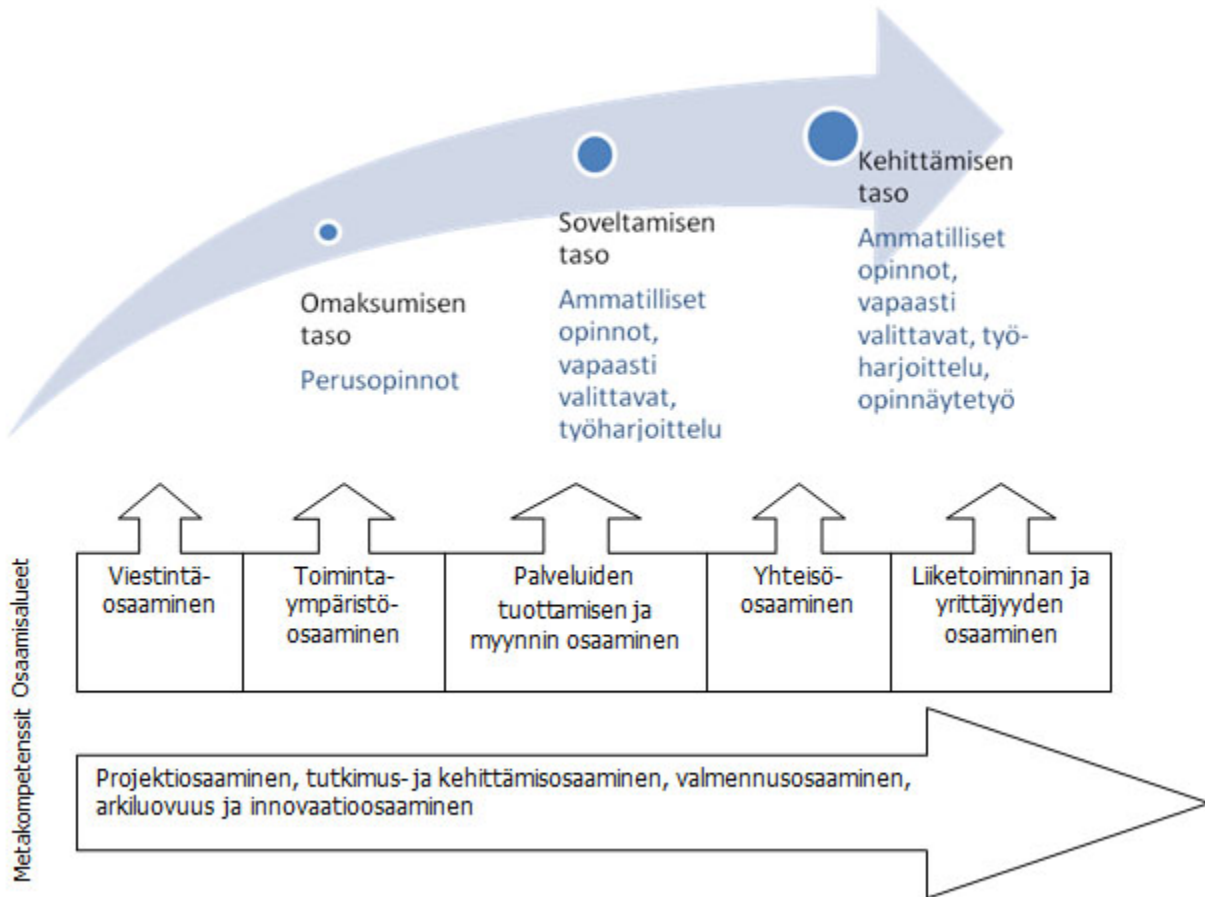 Omaksumisen
taso
Perusopinnot
Soveltamisen
taso
Ammatilliset
opinnot,
vapaasti
valittavat,
työharjoittelu
Kehittämisen
taso
Ammatilliset
opinnot,
vapaasti
valittavat, työ-
harjoittelu,
opinnäytetyö
Osaamisalueet
Viestintä-
osaaminen
Toiminta-
ympäristö-
osaaminen
Palveluiden
tuottamisen ja
myynnin osaaminen
Yhteisö-
osaaminen
Liiketoiminnan ja
yrittäjyyden
osaaminen
Metakompetenssit
Projektiosaaminen, tutkimus- ja kehittämisosaaminen, valmennusosaaminen,
arkiluovuus ja innovaatioosaaminen